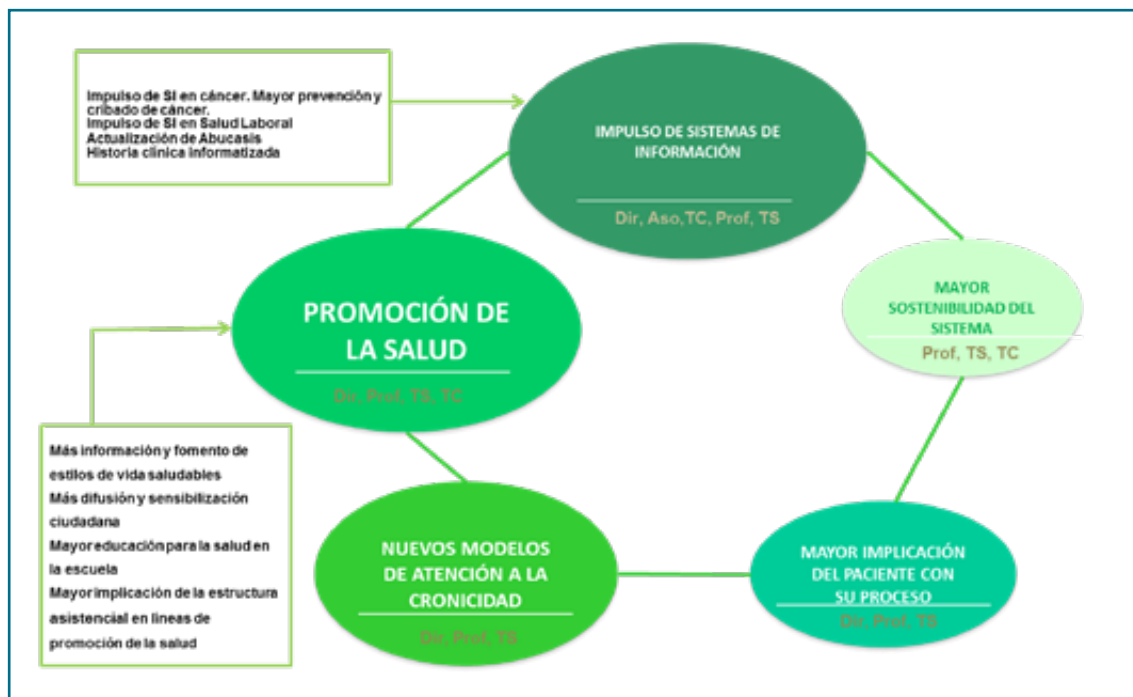 Impulso de SI en cáncer. Mayor prevención y
cribado de cáncer.
Impulso de SI en Salud Laboral
Actualización de Abucasis
Historia clínica informatizada
IMPULSO DE SISTEMAS DE
INFORMACIÓN
Dir, Aso,TC, Prof, TS
PROMOCIÓN DE
LA SALUD
Dir, Prof, TS, TC
MAYOR
SOSTENIBILIDAD DEL
SISTEMA
Prof, TS, TC
Más información y fomento de
estilos de vida saludables
Más difusión y sensibilización
ciudadana
Mayor educación para la salud en
la escuela
Mayor implicación de la estructura
asistencial en líneas de
promoción de la salud
NUEVOS MODELOS
DE ATENCIÓN A LA
CRONICIDAD
Dir, Prof, TS
MAYOR IMPLICACIÓN
DEL PACIENTE CON
SU PROCESO
Dir, Prof, TS